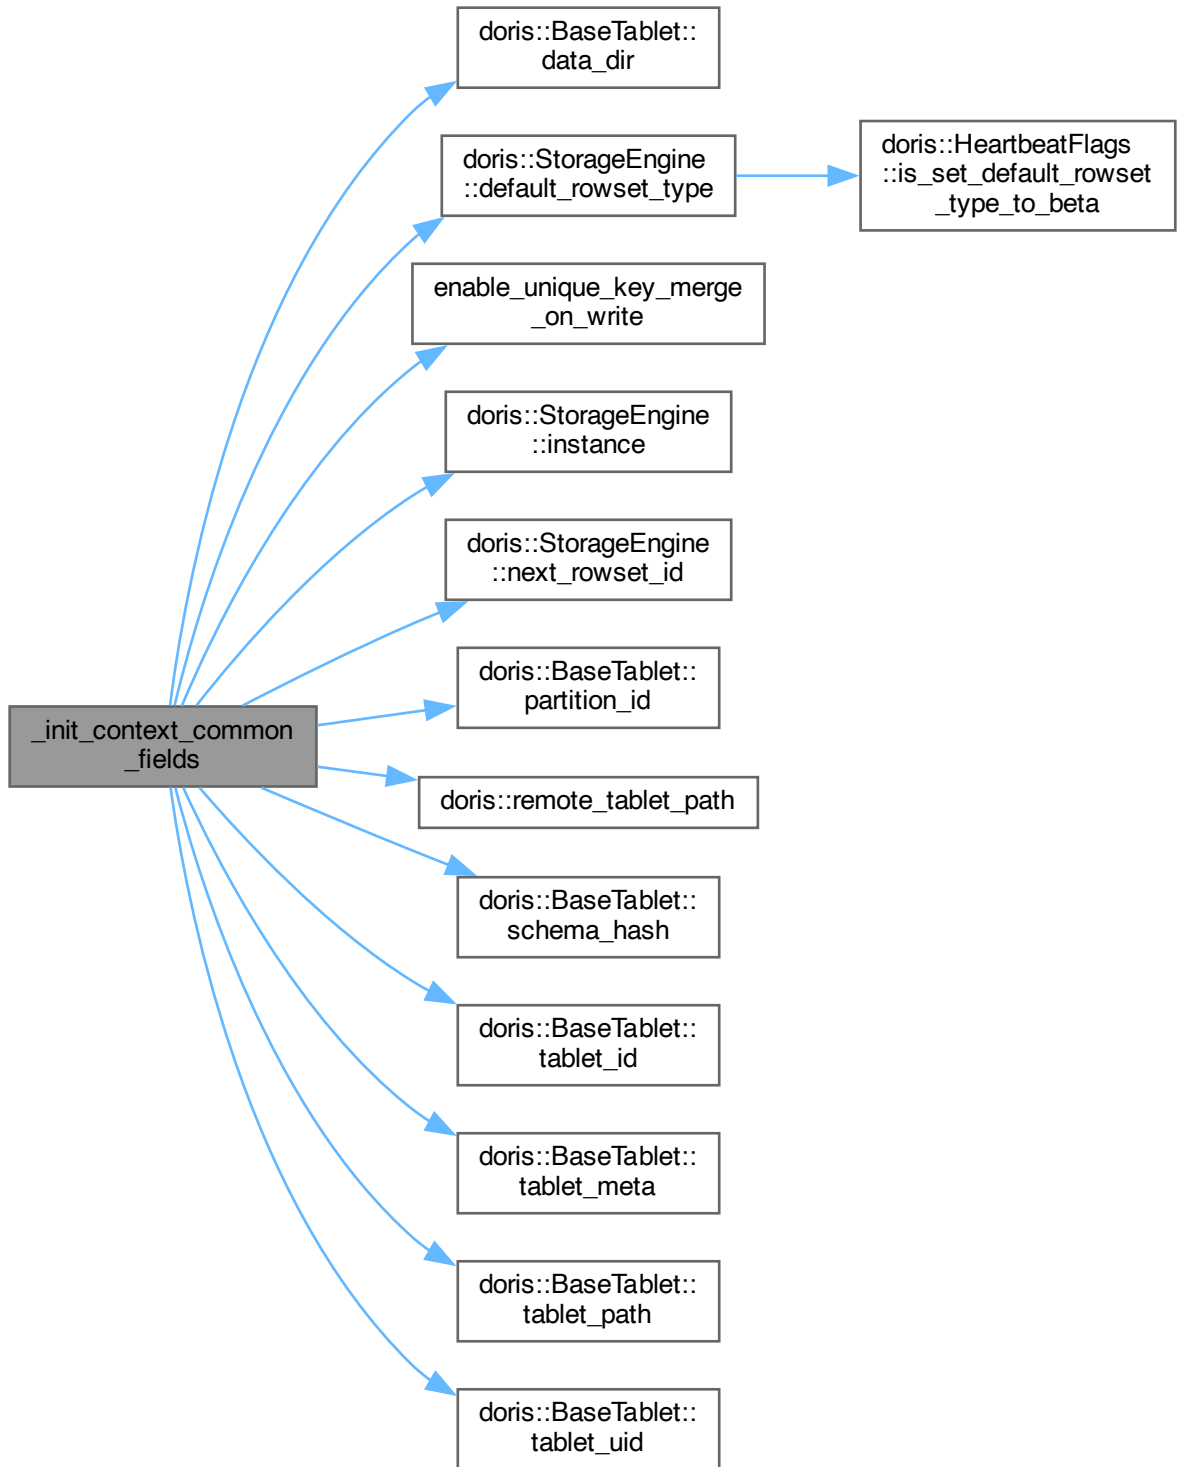 doris::BaseTablet::
data_dir
doris::StorageEngine
::default_rowset_type
doris::HeartbeatFlags
::is_set_default_rowset
_type_to_beta
enable_unique_key_merge
_on_write
doris::StorageEngine
::instance
doris::StorageEngine
::next_rowset_id
doris::BaseTablet::
partition_id
_init_context_common
_fields
doris::remote_tablet_path
doris::BaseTablet::
schema_hash
doris::BaseTablet::
tablet_id
doris::BaseTablet::
tablet_meta
doris::BaseTablet::
tablet_path
doris::BaseTablet::
tablet_uid